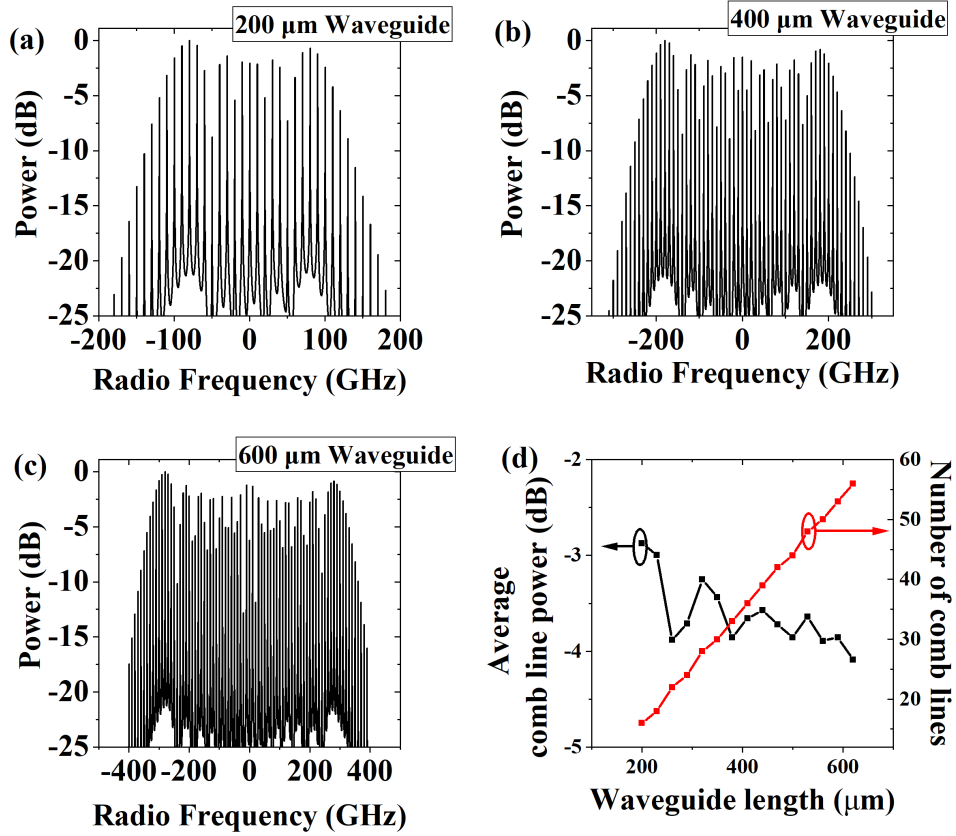 (a)
200 μm Waveguide
0
-5
-10
-15
-20
-25
Power (dB)
-200
-100
0
100
200
Radio Frequency (GHz)
(b)
400 μm Waveguide
0
-5
-10
-15
-20
-25
Power (dB)
-200
0
200
Radio Frequency (GHz)
(c)
600 μm Waveguide
0
-5
-10
-15
-20
-25
Power (dB)
-400
-200
0
200
400
Radio Frequency (GHz)
(d)
-2
-3
-4
-5
Average
comb line power (dB)
60
50
40
30
20
Number of comb lines
200
400
600
800
Waveguide length (μm)